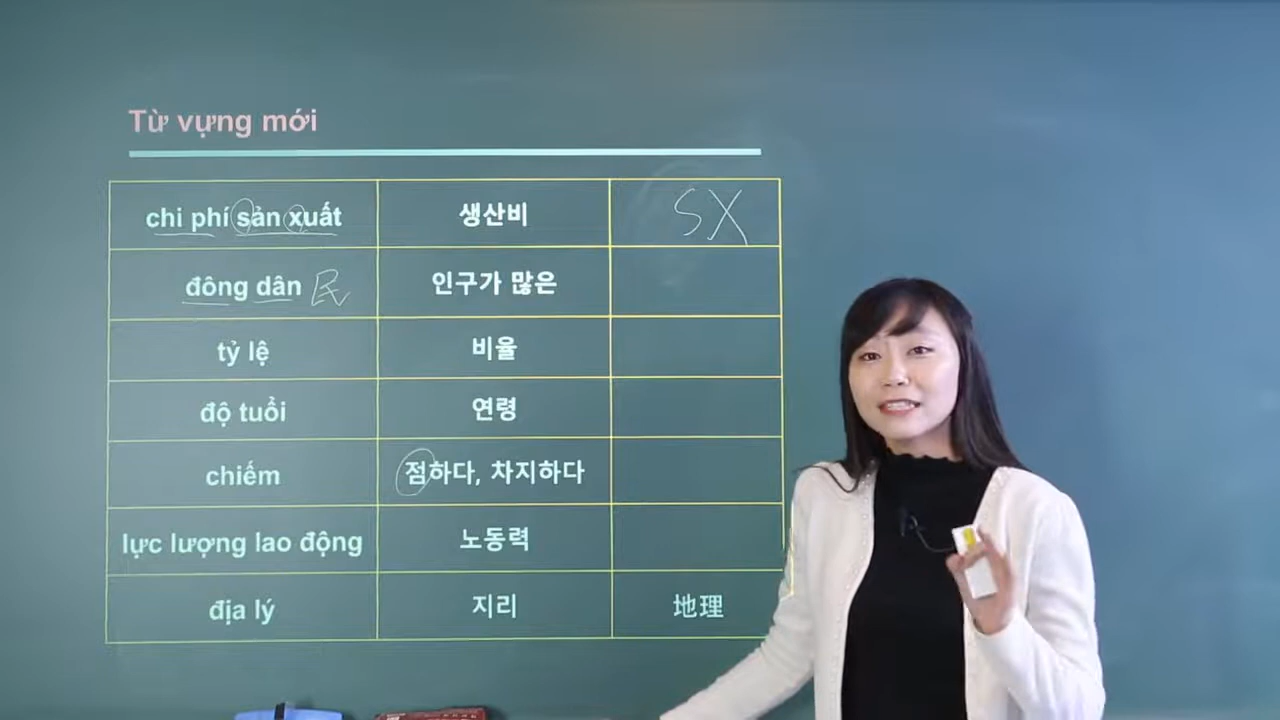 Từ vựng mới
chi phí sản xuất 생산비 SX
đông dân 民 인구가 많은
tỷ lệ 비율
độ tuổi 연령
chiếm 점하다, 차지하다
lực lượng lao động 노동력
địa lý 지리 地理